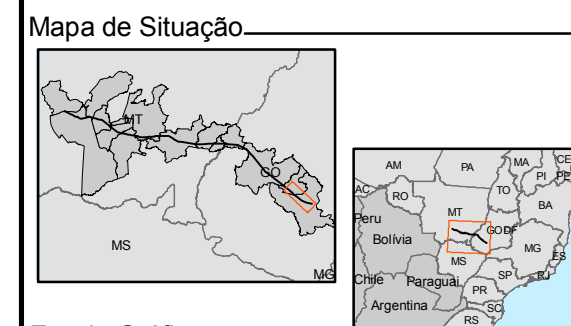 Mapa de Situação
MT
GO
MS
MG
AM
PA
MA
CE
PI
PE
AC
RO
TO
BA
Peru
MT
GO
DF
Bolívia
MG
MS
ES
SP
RJ
Chile
Paraguai
PR
SC
Argentina
RS